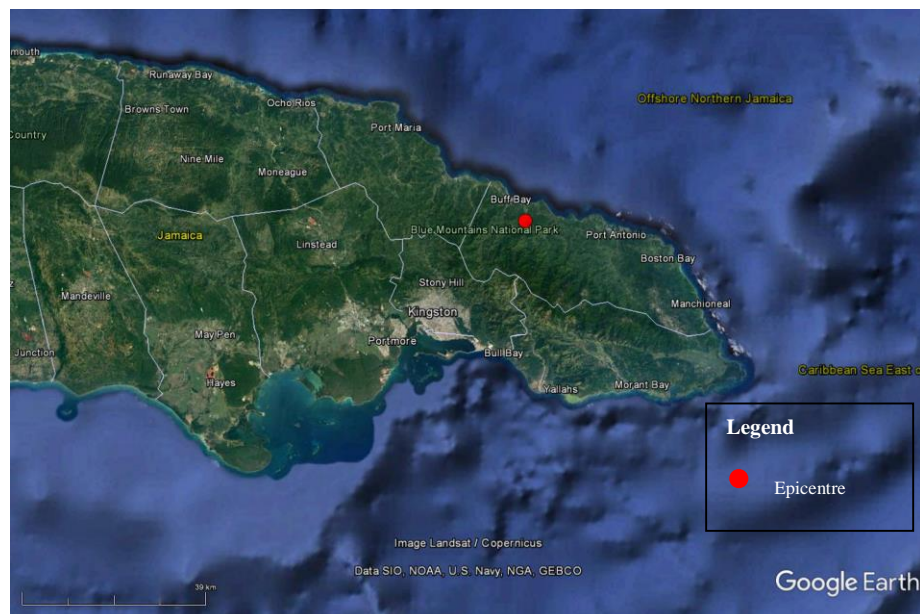 mouth
Runaway Bay
Ocho Rios
Browns Town
Offshore Northern Jamaica
Port Maria
Country
Nine Mile
Moneague
Buff Bay
Blue Mountains National Park
Jamaica
Linstead
Port Antonio
Boston Bay
Stony Hill
Mandeville
Manchioneal
Kingston
May Pen
Portmore
Junction
Bull Bay
Caribbean Sea East o
Hayes
Yallahs
Morant Bay
Legend
Epicentre
Image Landsat / Copernicus
Data SIO, NOAA, U.S. Navy, NGA, GEBCO
Google Earth
39 km